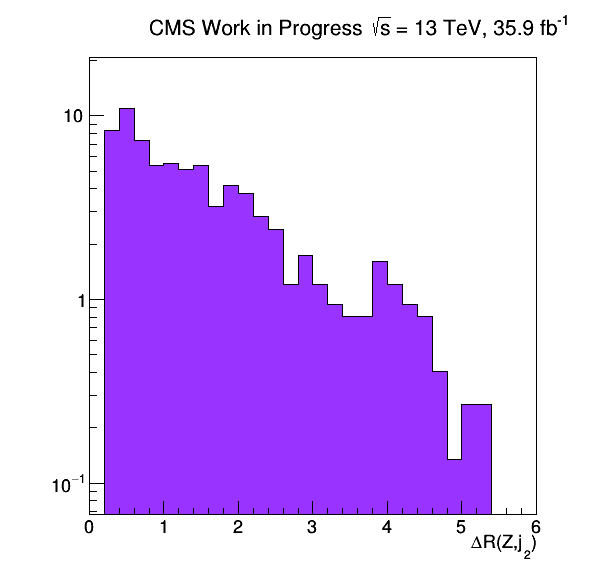 CMS Work in Progress √s = 13 TeV, 35.9 fb⁻¹
10
1
10⁻¹
0 1 2 3 4 5 6
ΔR(Z,j₂)